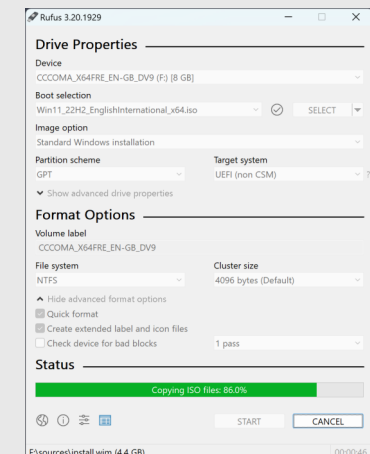 Rufus 3.20.1929
Drive Properties
Device
CCCOMA_X64FRE_EN-GB_DV9 (F:) [8 GB]
Boot selection
Win11_22H2_EnglishInternational_x64.iso
SELECT
Image option
Standard Windows installation
Partition scheme Target system
GPT UEFI (non CSM) ?
Show advanced drive properties
Format Options
Volume label
CCCOMA_X64FRE_EN-GB_DV9
File system Cluster size
NTFS 4096 bytes (Default)
Hide advanced format options
Quick format
Create extended label and icon files
Check device for bad blocks 1 pass
Status
Copying ISO files: 86.0%
START CANCEL
F:\sources\install.wim (4.4 GB) 00:00:46